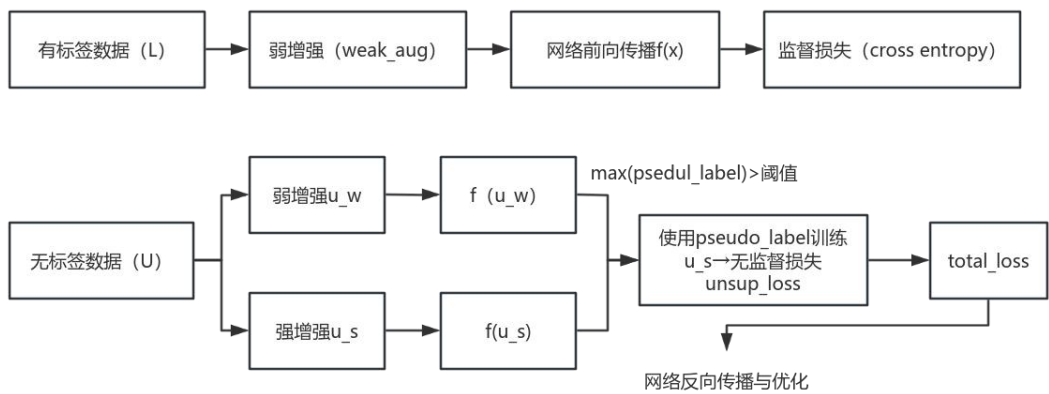 有标签数据（L）
弱增强（weak_aug）
网络前向传播f(x)
监督损失（cross entropy）
无标签数据（U）
弱增强u_w
f（u_w）
max(psedul_label)>阈值
强增强u_s
f(u_s)
使用pseudo_label训练
u_s→无监督损失
unsup_loss
total_loss
网络反向传播与优化